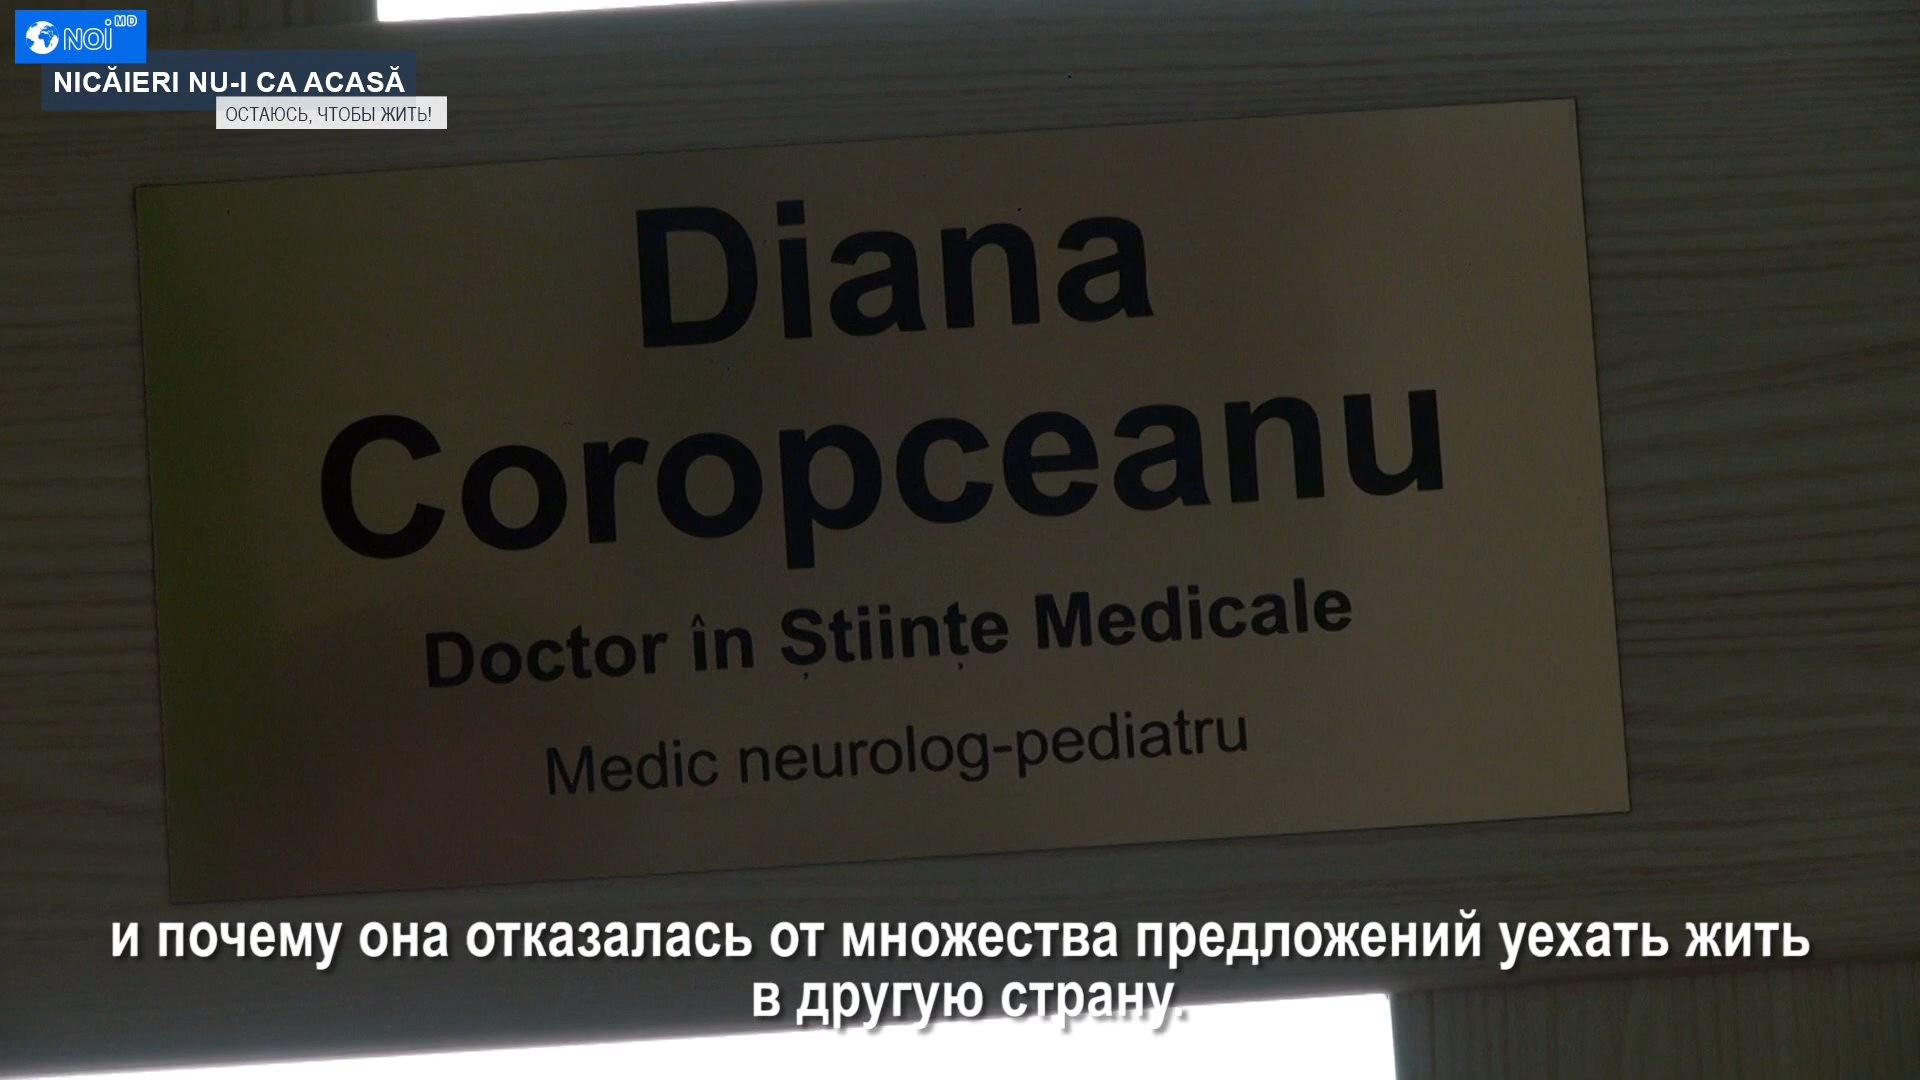 NOI MD
NICĂIERI NU-I CA ACASĂ
ОСТАЮСЬ, ЧТОБЫ ЖИТЬ!
Diana
Coropceanu
Doctor în Științe Medicale
Medic neurolog-pediatru
и почему она отказалась от множества предложений уехать жить
в другую страну.